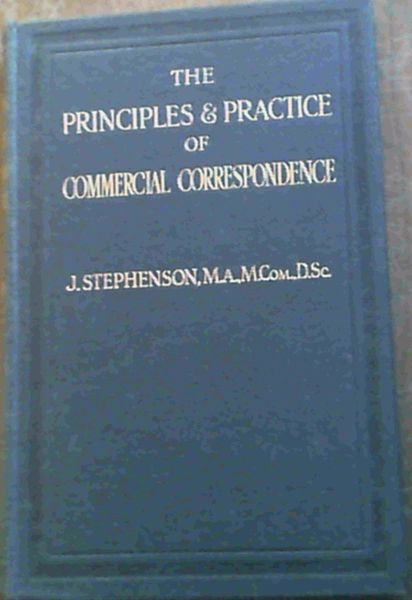 THE
PRINCIPLES & PRACTICE
OF
COMMERCIAL CORRESPONDENCE
J. STEPHENSON, M.A., M.COM., D.SC.